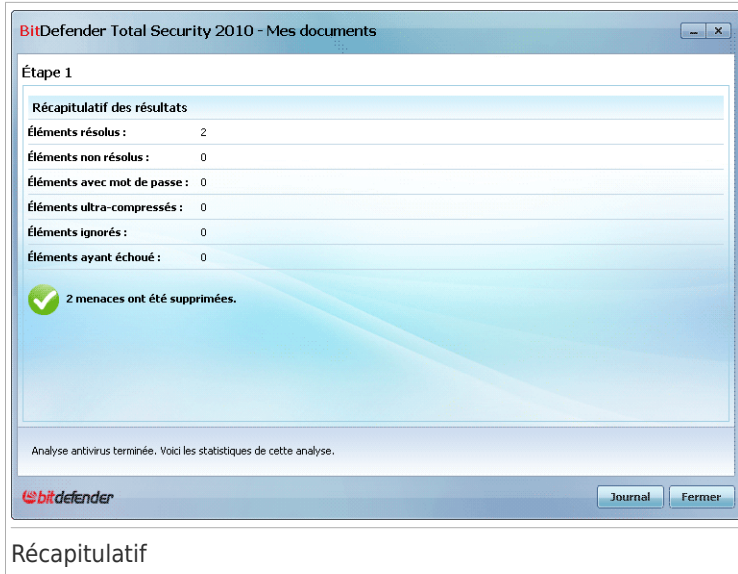 BitDefender Total Security 2010 - Mes documents
Étape 1
Récapitulatif des résultats
Éléments résolus : 2
Éléments non résolus : 0
Éléments avec mot de passe : 0
Éléments ultra-compressés : 0
Éléments ignorés : 0
Éléments ayant échoué : 0
2 menaces ont été supprimées.
Analyse antivirus terminée. Voici les statistiques de cette analyse.
bitdefender
Journal Fermer
Récapitulatif